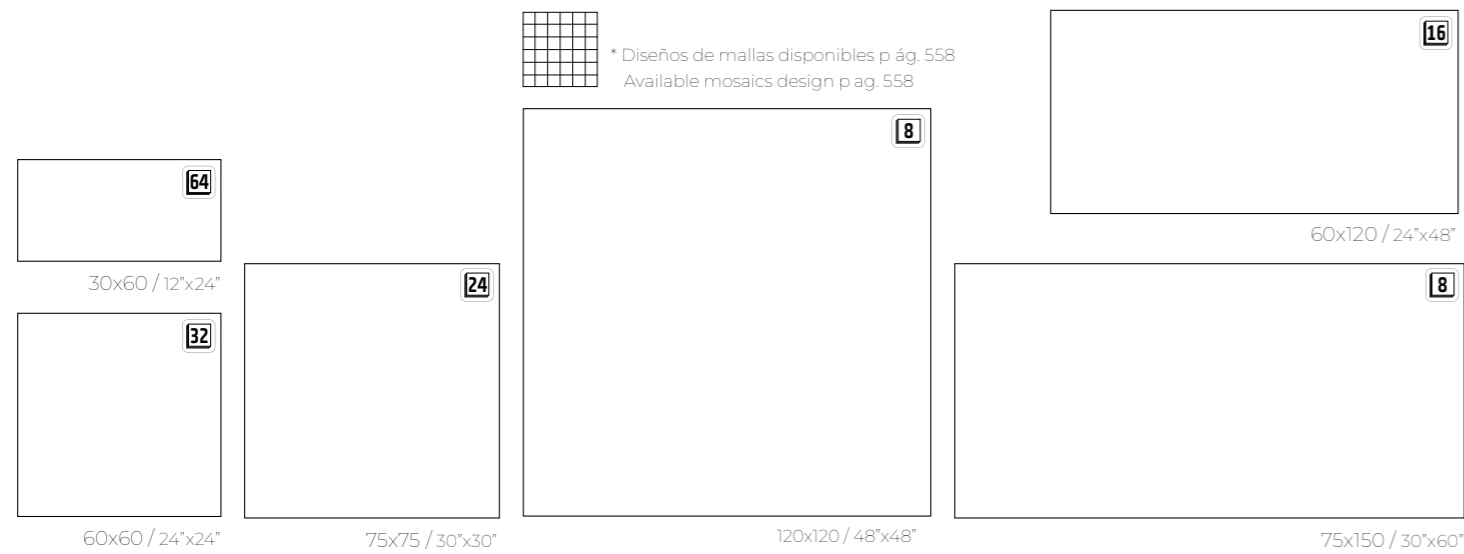 * Diseños de mallas disponibles p ág. 558
Available mosaics design p ag. 558
16
60x120 / 24”x48”
8
120x120 / 48”x48”
64
30x60 / 12”x24”
32
60x60 / 24”x24”
24
75x75 / 30”x30”
8
75x150 / 30”x60”